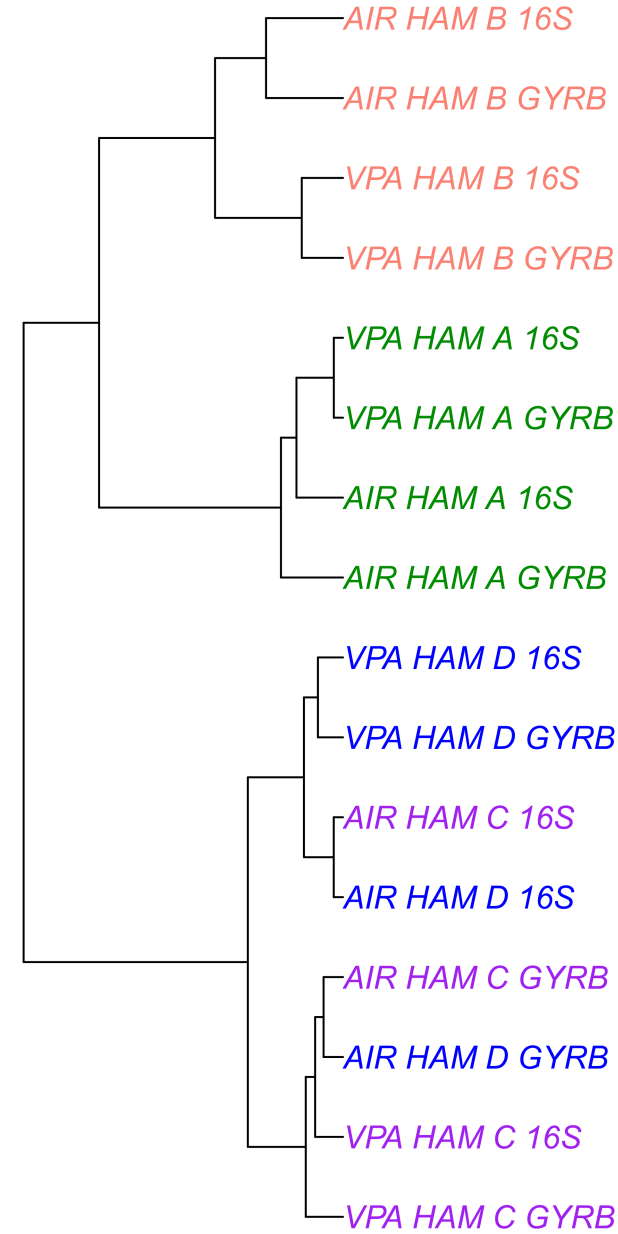 AIR HAM B 16S
AIR HAM B GYRB
VPA HAM B 16S
VPA HAM B GYRB
VPA HAM A 16S
VPA HAM A GYRB
AIR HAM A 16S
AIR HAM A GYRB
VPA HAM D 16S
VPA HAM D GYRB
AIR HAM C 16S
AIR HAM D 16S
AIR HAM C GYRB
AIR HAM D GYRB
VPA HAM C 16S
VPA HAM C GYRB